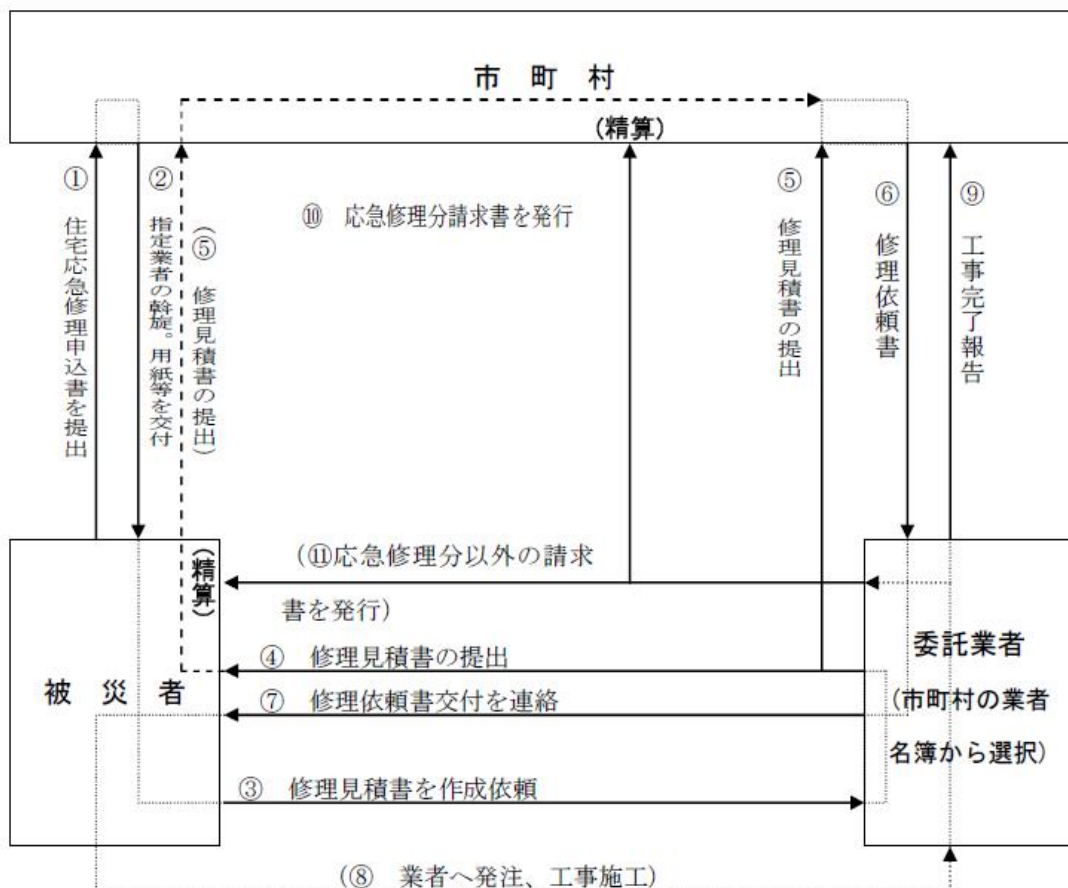 市 町 村
(精算)
① 住宅応急修理申込書を提出
② 指定業者の斡旋。用紙等を交付
(⑤ 修理見積書の提出)
⑩ 応急修理分請求書を発行
⑤ 修理見積書の提出
⑥ 修理依頼書
⑨ 工事完了報告
(精算)
(⑪応急修理分以外の請求
書を発行)
④ 修理見積書の提出
⑦ 修理依頼書交付を連絡
③ 修理見積書を作成依頼
被 災 者
委託業者
(市町村の業者
名簿から選択)
(⑧ 業者へ発注、工事施工)